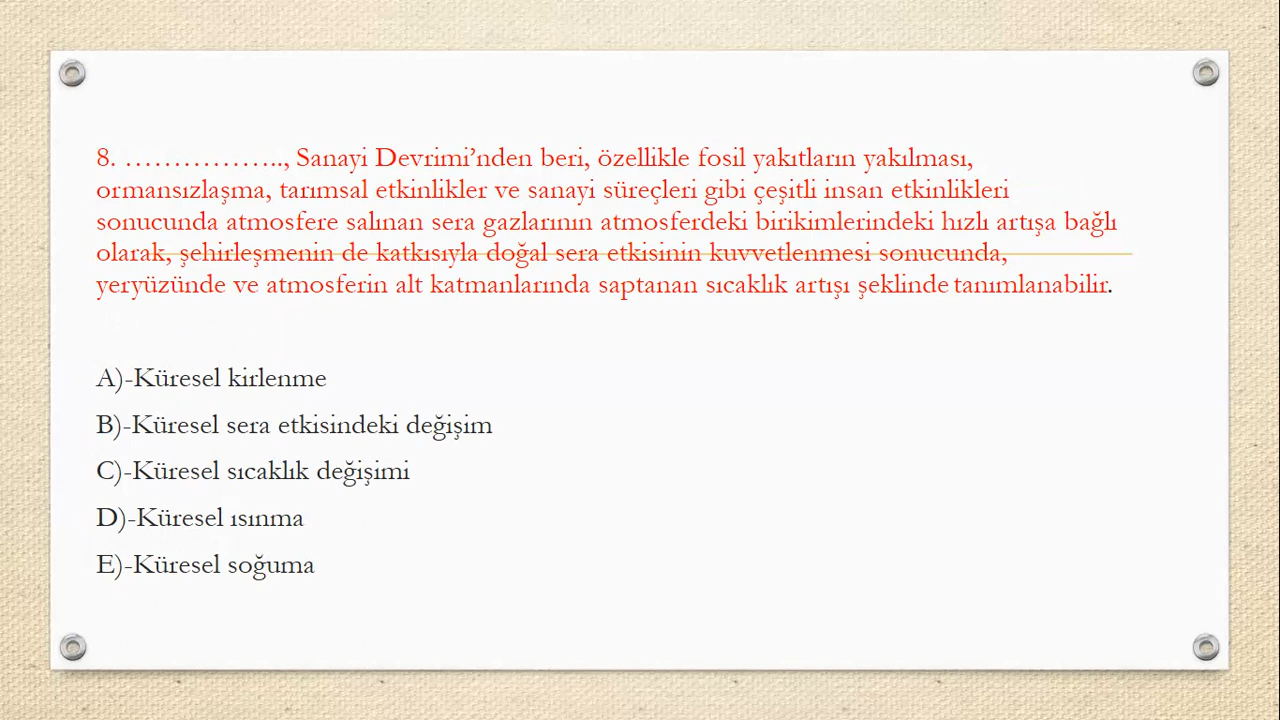 8. …………….., Sanayi Devrimi’nden beri, özellikle fosil yakıtların yakılması,
ormansızlaşma, tarımsal etkinlikler ve sanayi süreçleri gibi çeşitli insan etkinlikleri
sonucunda atmosfere salınan sera gazlarının atmosferdeki birikimlerindeki hızlı artışa bağlı
olarak, şehirleşmenin de katkısıyla doğal sera etkisinin kuvvetlenmesi sonucunda,
yeryüzünde ve atmosferin alt katmanlarında saptanan sıcaklık artışı şeklinde tanımlanabilir.
A)-Küresel kirlenme
B)-Küresel sera etkisindeki değişim
C)-Küresel sıcaklık değişimi
D)-Küresel ısınma
E)-Küresel soğuma